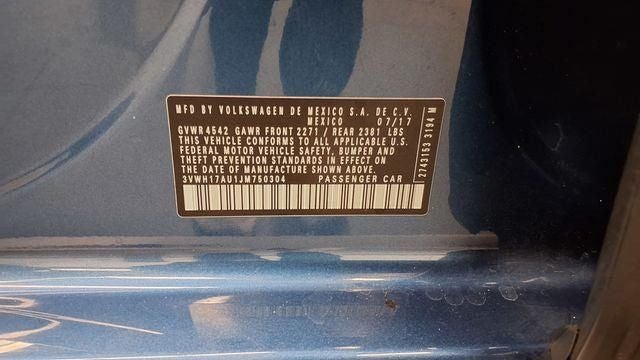 MFD BY VOLKSWAGEN DE MEXICO S.A. DE C.V.
MEXICO 07/17
GVWR 4542 GAWR FRONT 2271 / REAR 2381 LBS
THIS VEHICLE CONFORMS TO ALL APPLICABLE U.S.
FEDERAL MOTOR VEHICLE SAFETY, BUMPER AND
THEFT PREVENTION STANDARDS IN EFFECT ON
THE DATE OF MANUFACTURE SHOWN ABOVE.
3VWH17AU1JM750304 PASSENGER CAR
2743153 3194 M